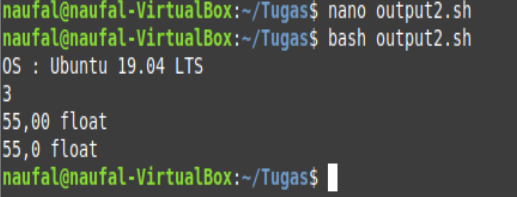 naufal@naufal-VirtualBox:~/Tugas$ nano output2.sh
naufal@naufal-VirtualBox:~/Tugas$ bash output2.sh
OS : Ubuntu 19.04 LTS
3
55,00 float
55,0 float
naufal@naufal-VirtualBox:~/Tugas$